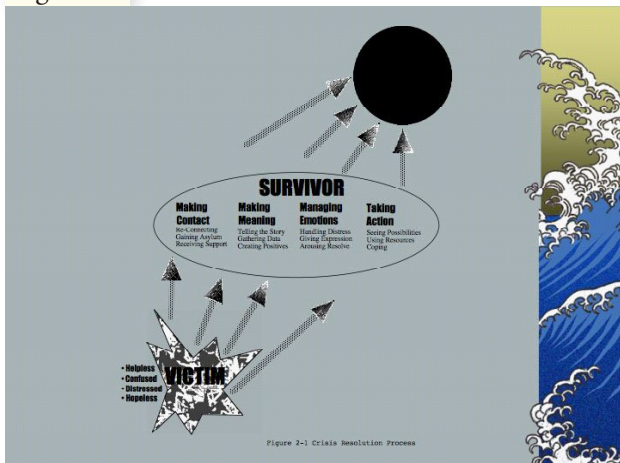 SURVIVOR
Making Contact
Re-Connecting
Gaining Asylum
Receiving Support
Making Meaning
Telling the Story
Gathering Data
Creating Positives
Managing Emotions
Handling Distress
Giving Expression
Arousing Resolve
Taking Action
Seeing Possibilities
Using Resources
Coping
• Helpless
• Confused
- Distressed
• Hopeless
VICTIM
Figure 2-1 Crisis Resolution Process